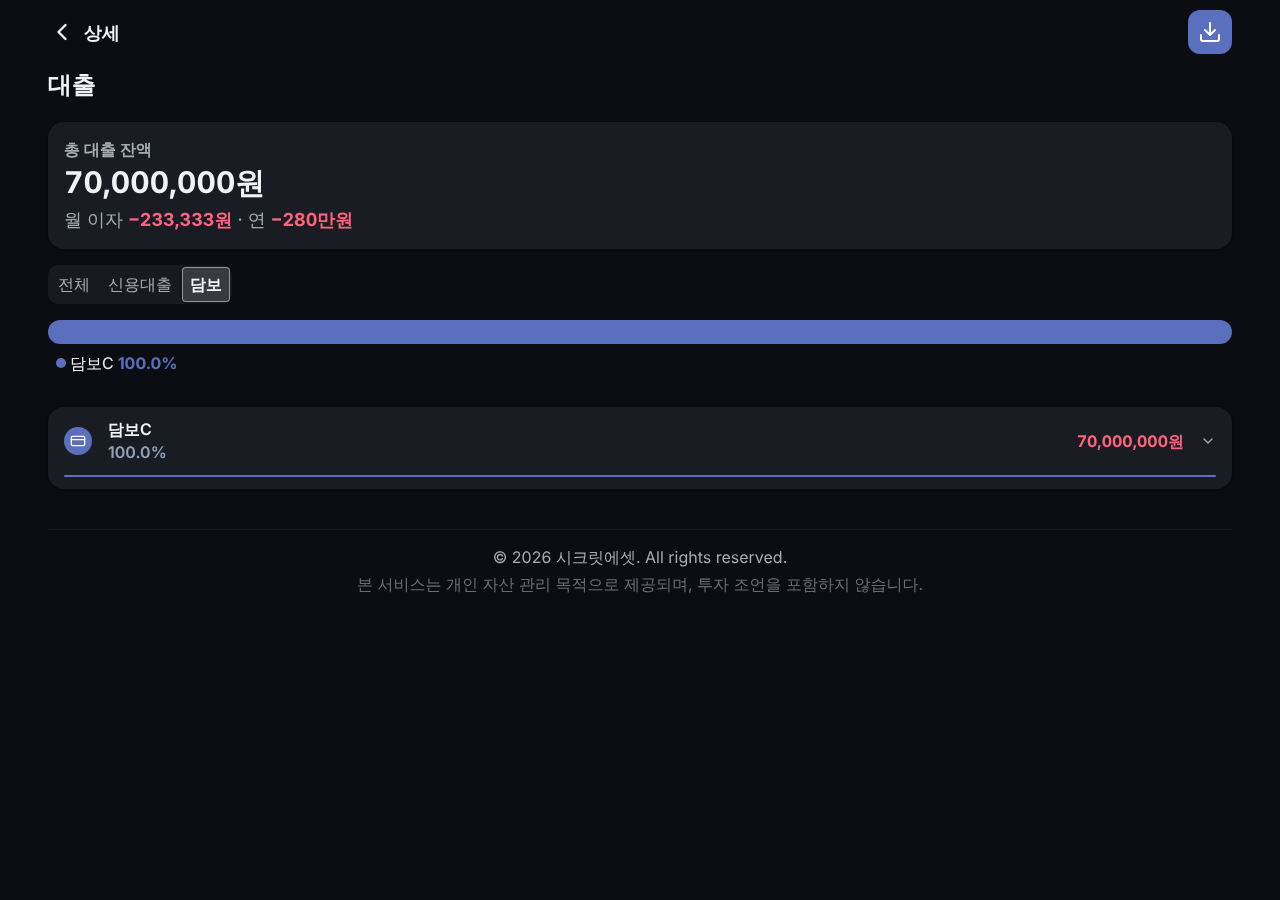 상세
대출
총 대출 잔액
70,000,000원
월 이자 −233,333원 · 연 −280만원
전체 신용대출 담보
담보C 100.0%
담보C
100.0%
70,000,000원
© 2026 시크릿에셋. All rights reserved.
본 서비스는 개인 자산 관리 목적으로 제공되며, 투자 조언을 포함하지 않습니다.